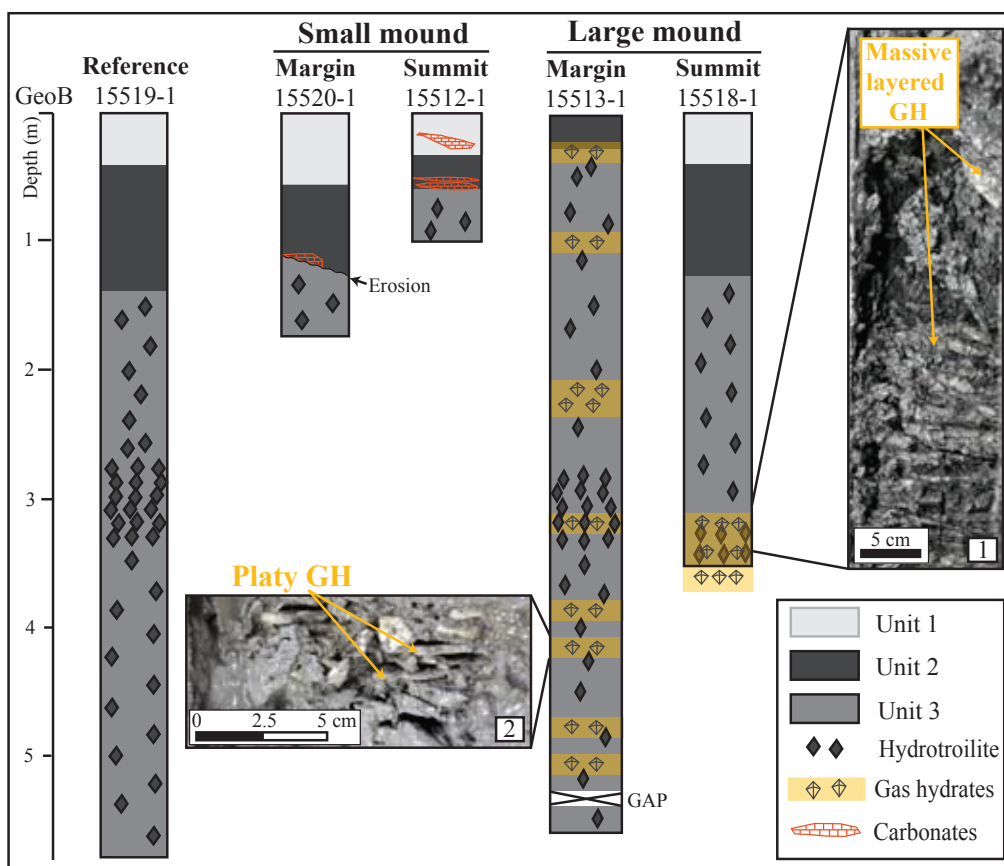 Small mound
Large mound
Reference
Margin
Summit
Margin
Summit
GeoB
15519-1
15520-1
15512-1
15513-1
15518-1
Depth (m)
1
2
3
4
5
Erosion
GAP
Massive
layered
GH
5 cm
1
Platy GH
0
2.5
5 cm
2
Unit 1
Unit 2
Unit 3
Hydrotroilite
Gas hydrates
Carbonates